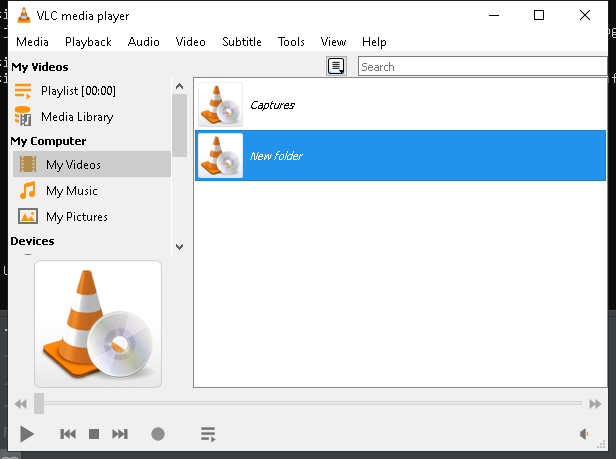 VLC media player
Media Playback Audio Video Subtitle Tools View Help
My Videos
Search
Playlist [00:00]
Media Library
My Computer
My Videos
My Music
My Pictures
Devices
Captures
New folder